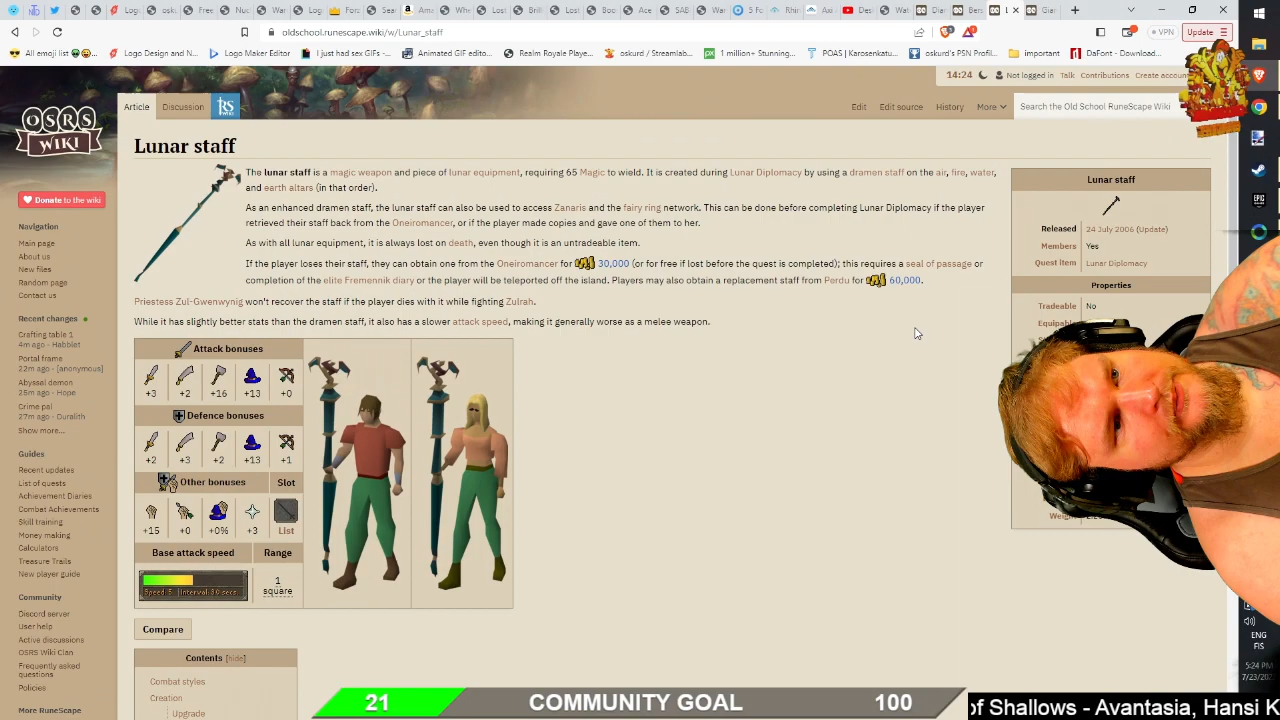 oldschool.runescape.wiki/w/Lunar_staff
VPN
Update
All emoji list
Logo Design and N...
I just had sex GIFs -...
Animated GIF edito...
Realm Royale Playe...
oskurd / Streamlab...
1 million+ Stunning...
POAS | Karosenkatu...
oskurd's PSN Profil...
important
DaFont - Download...
14:24
Not logged in
Talk
Contributions
Create account
OSRS
WIKI
Article
Discussion
RS
WIKI
Edit
Edit source
History
More
Search the Old School RuneScape Wiki
Lunar staff
The lunar staff is a magic weapon and piece of lunar equipment, requiring 65 Magic to wield. It is created during Lunar Diplomacy by using a dramen staff on the air, fire, water,
and earth altars (in that order).
As an enhanced dramen staff, the lunar staff can also be used to access Zanaris and the fairy ring network. This can be done before completing Lunar Diplomacy if the player
retrieved their staff back from the Oneiromancer, or if the player made copies and gave one of them to her.
As with all lunar equipment, it is always lost on death, even though it is an untradeable item.
If the player loses their staff, they can obtain one from the Oneiromancer for 30,000 (or for free if lost before the quest is completed); this requires a seal of passage or
completion of the elite Fremennik diary or the player will be teleported off the island. Players may also obtain a replacement staff from Perdu for 60,000.
Priestess Zul-Gwenwynig won't recover the staff if the player dies with it while fighting Zulrah.
While it has slightly better stats than the dramen staff, it also has a slower attack speed, making it generally worse as a melee weapon.
Attack bonuses
+3 +2 +16 +13 +0
Defence bonuses
+2 +3 +2 +13 +1
Other bonuses
Slot
+15 +0 +0% +3 List
Base attack speed
Range
Speed: 5 Interval: 3.0 secs.
1
square
Compare
Contents [hide]
Combat styles
Creation
Upgrade
Lunar staff
Released 24 July 2006 (Update)
Members Yes
Quest item Lunar Diplomacy
Properties
Tradeable No
Donate to the wiki
Navigation
Main page
About us
New files
Random page
Contact us
Recent changes
Crafting table 1
4m ago - Habblet
Portal frame
22m ago - [anonymous]
Abyssal demon
25m ago - Hope
Crime pal
27m ago - Duralith
Show more...
Guides
Recent updates
List of quests
Achievement Diaries
Combat Achievements
Skill training
Money making
Calculators
Treasure Trails
New player guide
Community
Discord server
User help
Active discussions
OSRS Wiki Clan
Frequently asked
questions
Policies
More RuneScape
ENG
FIS
5:24 PM
21
COMMUNITY GOAL
100
of Shallows - Avantasia, Hansi K